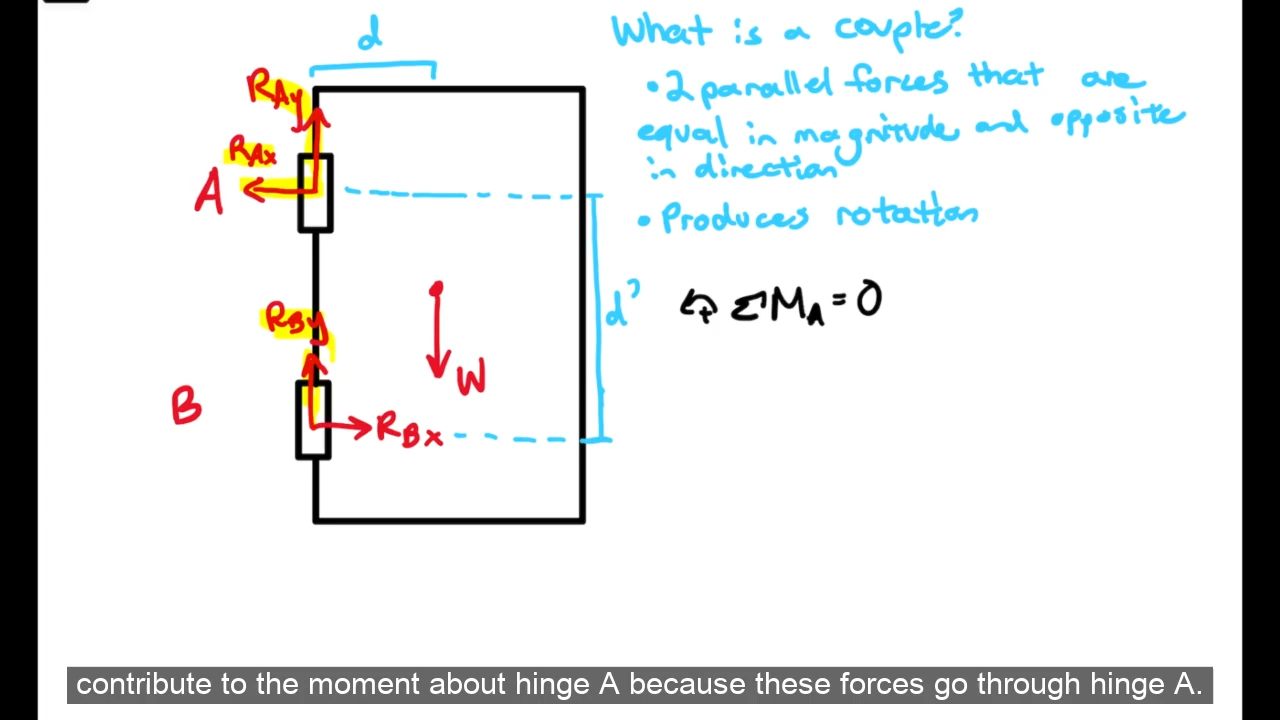 d
What is a couple?
• 2 parallel forces that are
equal in magnitude and opposite
in direction
• Produces rotation
RAy
RAx
A
d'
↶+ ΣMA = 0
RBy
W
B
RBx
contribute to the moment about hinge A because these forces go through hinge A.